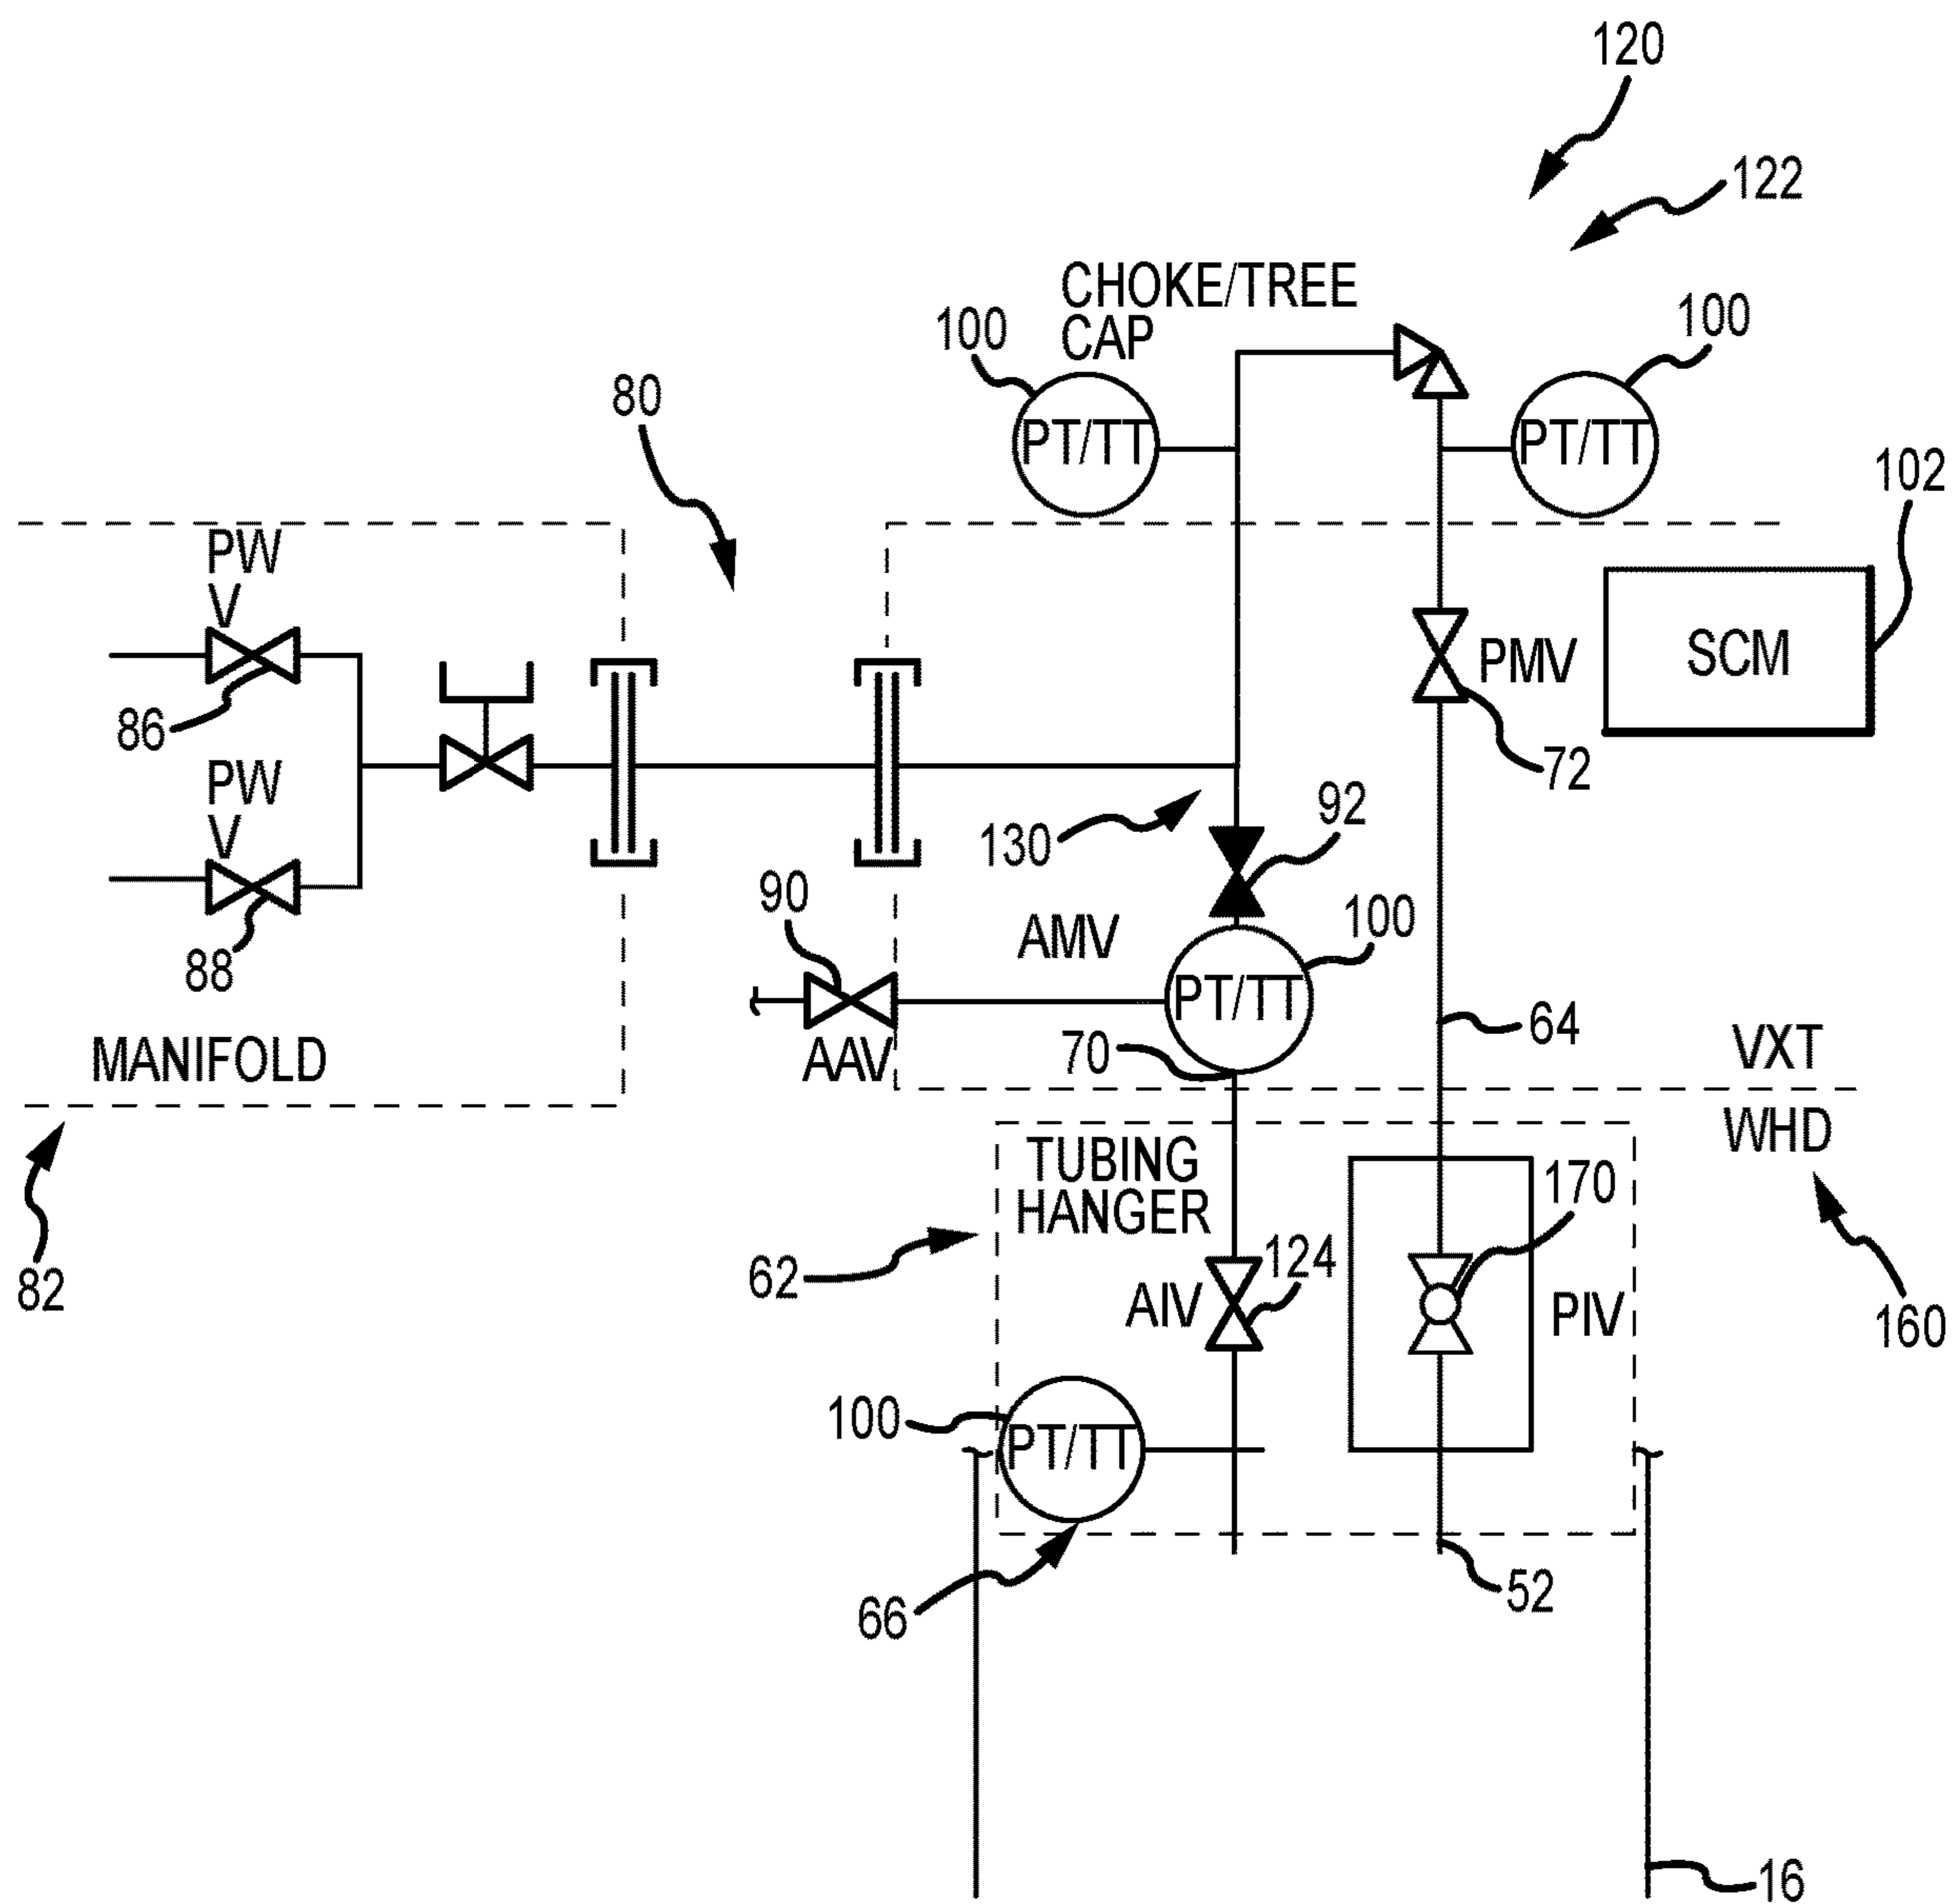 120
122
CHOKE/TREE
CAP
100
100
80
PT/TT
PT/TT
102
PW
V
PMV
SCM
86
72
PW
V
92
130
90
88
AMV
100
PT/TT
64
MANIFOLD
AAV
70
VXT
WHD
TUBING
HANGER
170
82
62
124
AIV
PIV
160
100
PT/TT
52
66
16